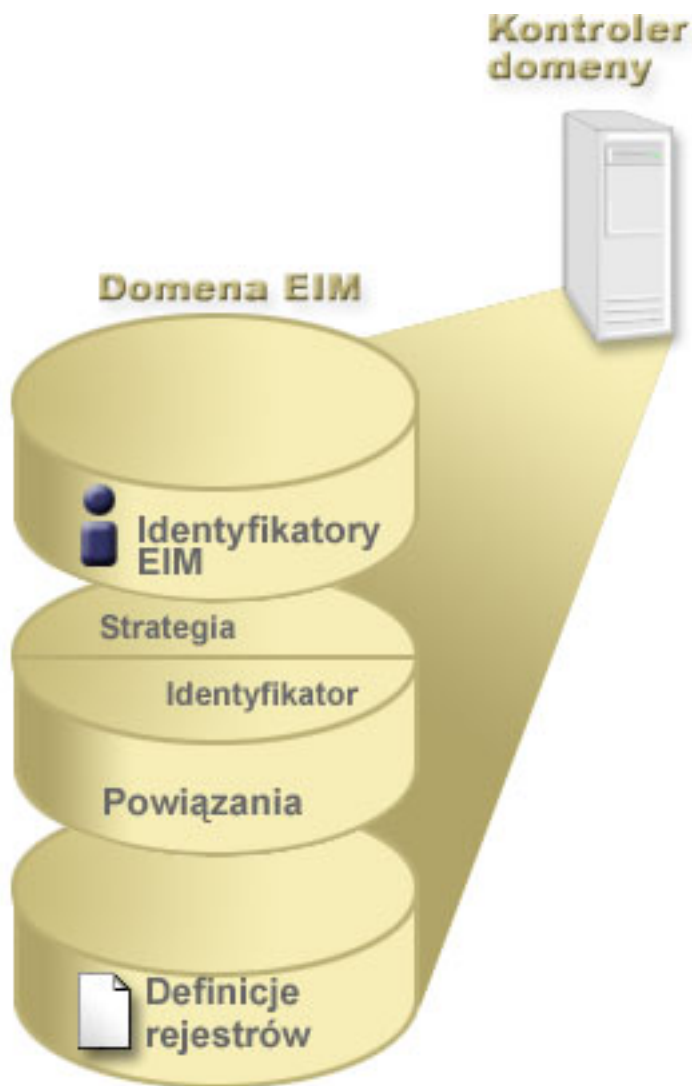 Kontroler
domeny
Domena EIM
Identyfikatory
EIM
Strategia
Identyfikator
Powiązania
Definicje
rejestrów